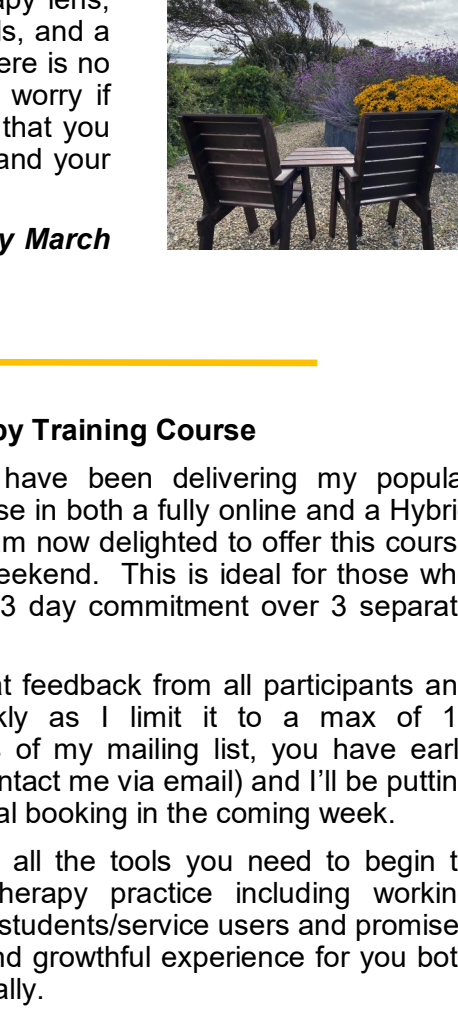 apy lens,
ls, and a
ere is no
worry if
that you
and your
y March
py Training Course
have been delivering my popula
se in both a fully online and a Hybri
m now delighted to offer this cours
eekend. This is ideal for those wh
3 day commitment over 3 separat
at feedback from all participants an
kly as I limit it to a max of 1
s of my mailing list, you have earl
ntact me via email) and I’ll be puttin
al booking in the coming week.
all the tools you need to begin t
herapy practice including workin
students/service users and promise
nd growthful experience for you bot
ally.